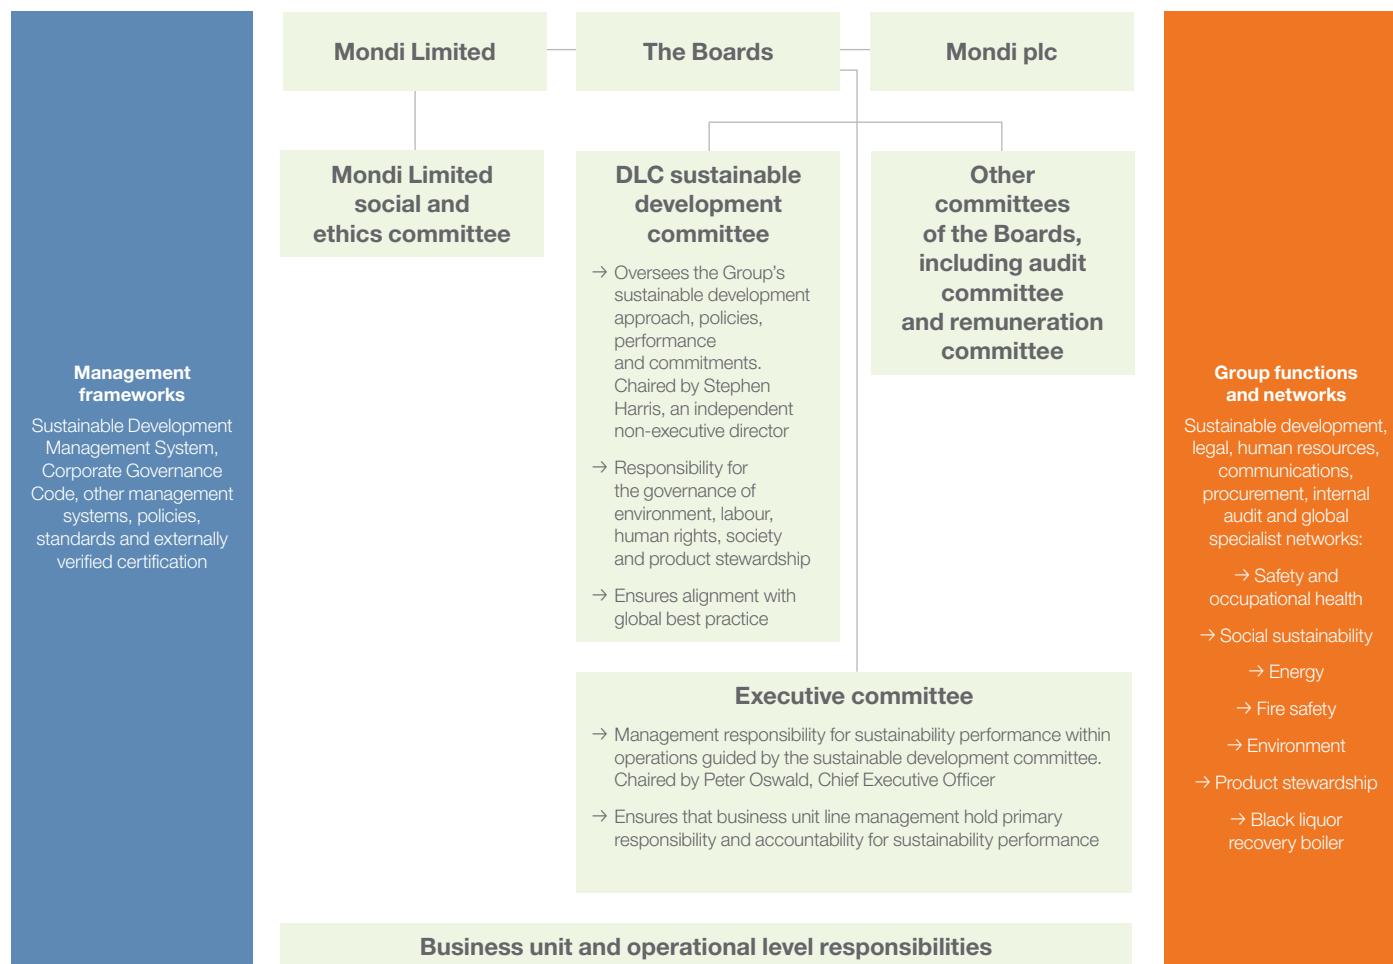 Mondi Limited
The Boards
Mondi plc
Mondi Limited
social and
ethics committee
DLC sustainable
development
committee
→ Oversees the Group’s
sustainable development
approach, policies,
performance
and commitments.
Chaired by Stephen
Harris, an independent
non-executive director
→ Responsibility for
the governance of
environment, labour,
human rights, society
and product stewardship
→ Ensures alignment with
global best practice
Other
committees
of the Boards,
including audit
committee
and remuneration
committee
Management
frameworks
Sustainable Development
Management System,
Corporate Governance
Code, other management
systems, policies,
standards and externally
verified certification
Group functions
and networks
Sustainable development,
legal, human resources,
communications,
procurement, internal
audit and global
specialist networks:
→ Safety and
occupational health
→ Social sustainability
→ Energy
→ Fire safety
→ Environment
→ Product stewardship
→ Black liquor
recovery boiler
Executive committee
→ Management responsibility for sustainability performance within
operations guided by the sustainable development committee.
Chaired by Peter Oswald, Chief Executive Officer
→ Ensures that business unit line management hold primary
responsibility and accountability for sustainability performance
Business unit and operational level responsibilities